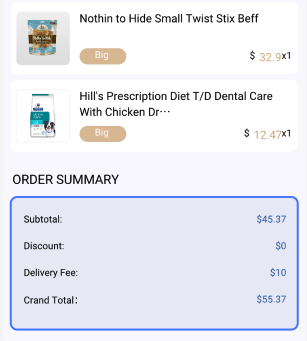 Nothin to Hide Small Twist Stix Beff
Big
$ 32.9x1
Hill's Prescription Diet T/D Dental Care
With Chicken Dr···
Big
$ 12.47x1
ORDER SUMMARY
Subtotal: $45.37
Discount: $0
Delivery Fee: $10
Crand Total: $55.37